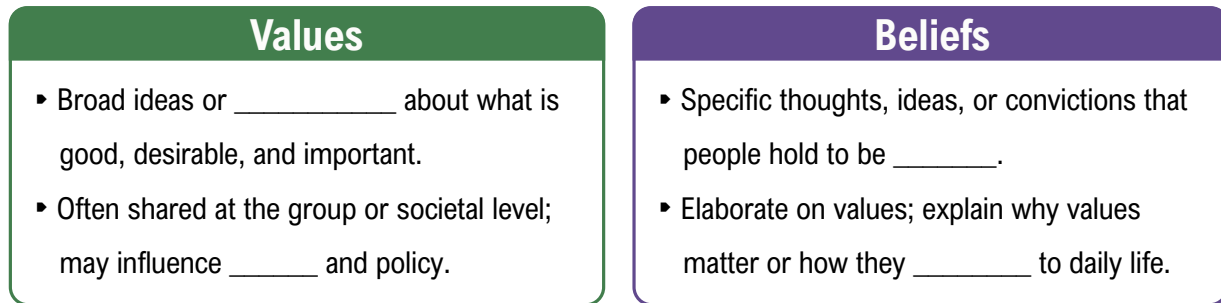 Values
‣ Broad ideas or ___________ about what is
good, desirable, and important.
‣ Often shared at the group or societal level;
may influence ______ and policy.
Beliefs
‣ Specific thoughts, ideas, or convictions that
people hold to be _______.
‣ Elaborate on values; explain why values
matter or how they ________ to daily life.